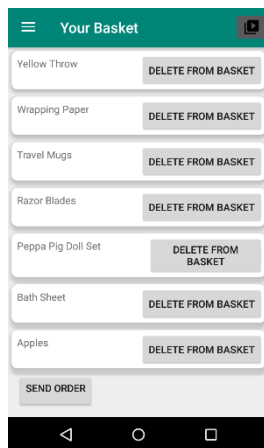 Your Basket
Yellow Throw
DELETE FROM BASKET
Wrapping Paper
DELETE FROM BASKET
Travel Mugs
DELETE FROM BASKET
Razor Blades
DELETE FROM BASKET
Peppa Pig Doll Set
DELETE FROM
BASKET
Bath Sheet
DELETE FROM BASKET
Apples
DELETE FROM BASKET
SEND ORDER